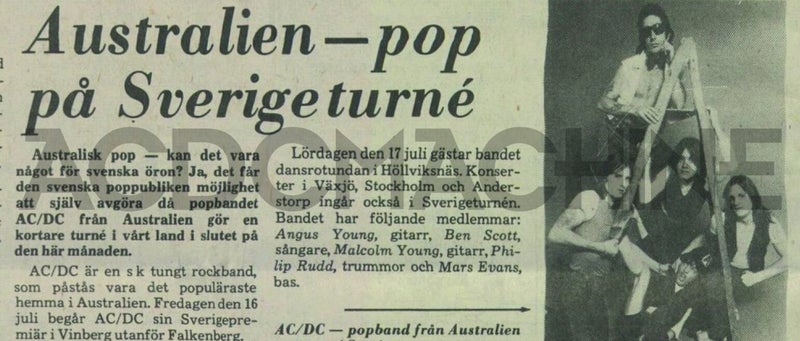 Australien — pop
på Sverigeturné
Australisk pop — kan det vara
något för svenska öron? Ja, det får
den svenska poppubliken möjlighet
att själv avgöra då popbandet
AC/DC från Australien gör en
kortare turné i vårt land i slutet på
den här månaden.
AC/DC är en s k tungt rockband,
som påstås vara det populäraste
hemma i Australien. Fredagen den 16
juli begår AC/DC sin Sverigepre-
miär i Vinberg utanför Falkenberg.
Lördagen den 17 juli gästar bandet
dansrotundan i Höllviksnäs. Konser-
ter i Växjö, Stockholm och Ander-
storp ingår också i Sverigeturnén.
Bandet har följande medlemmar:
Angus Young, gitarr, Ben Scott,
sångare, Malcolm Young, gitarr, Phi-
lip Rudd, trummor och Mars Evans,
bas.
AC/DC — popband från Australien
ACDCMACHINE